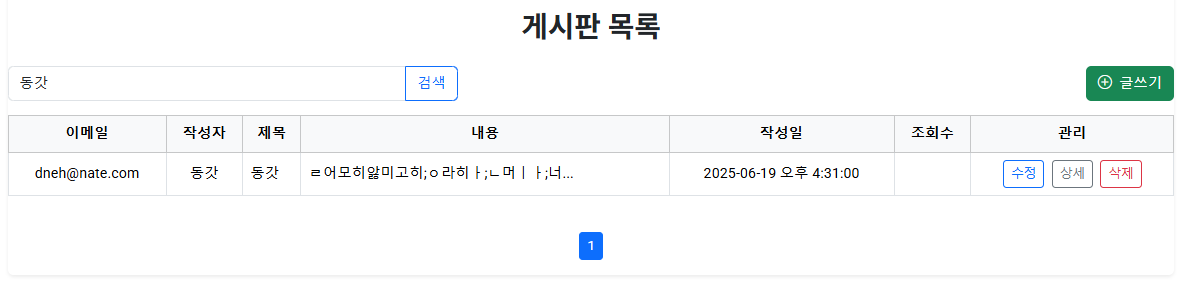 게시판 목록
동갓 검색 글쓰기
이메일 작성자 제목 내용 작성일 조회수 관리
dneh@nate.com 동갓 동갓 ㄹ어모히앓미고히;ㅇ라히ㅏ;ㄴ머ㅣㅏ;너... 2025-06-19 오후 4:31:00 수정 상세 삭제
1